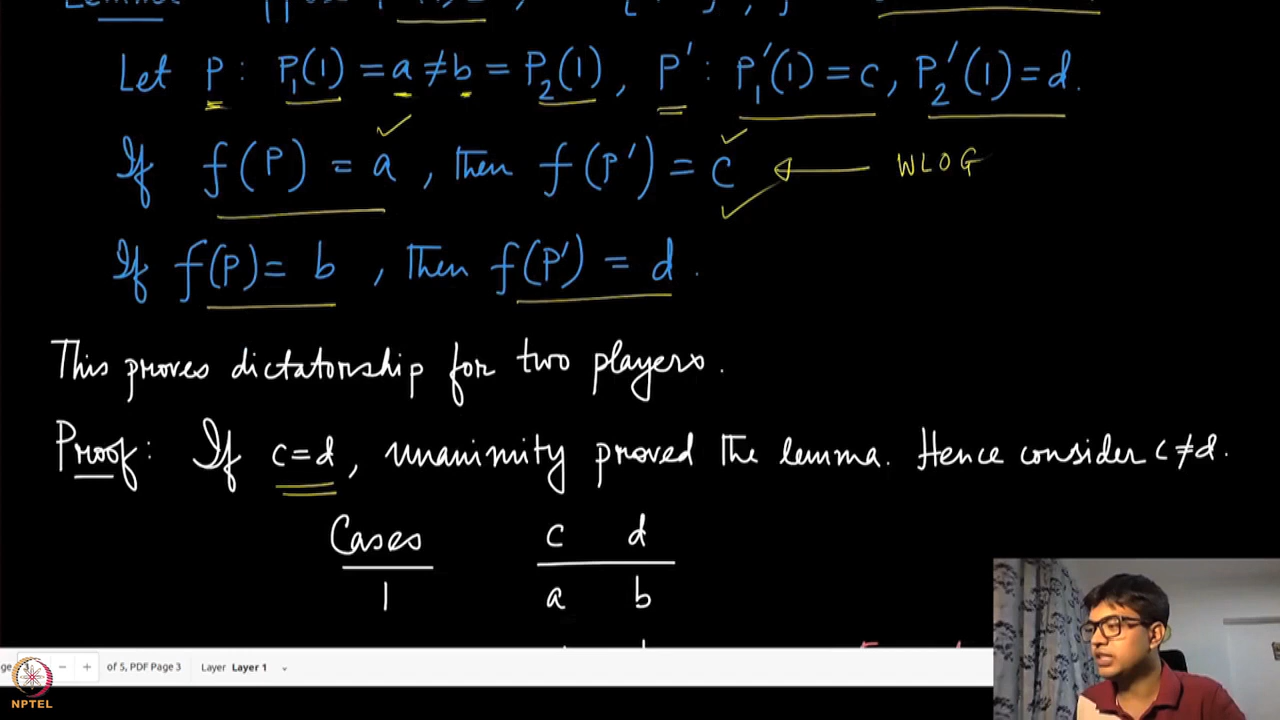 Let P : P₁(1) = a ≠ b = P₂(1), P' : P₁'(1) = c, P₂'(1) = d.
If f(P) = a, then f(P') = c WLOG
If f(P) = b, then f(P') = d.
This proves dictatorship for two players.
Proof: If c=d, unanimity proved the lemma. Hence consider c≠d.
Cases c d
1 a b
of 5, PDF Page 3 Layer Layer 1
NPTEL